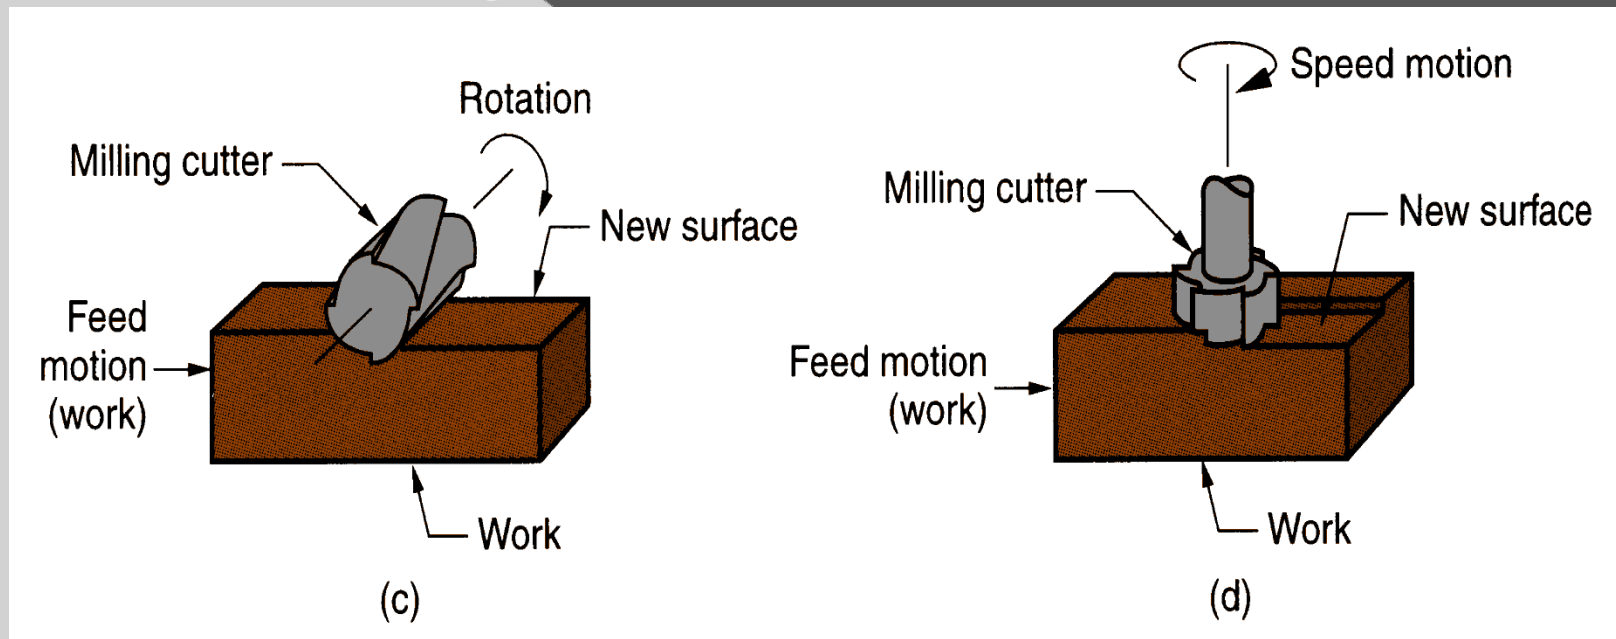 Rotation
Milling cutter
New surface
Feed
motion
(work)
Work
(c)
Speed motion
Milling cutter
New surface
Feed motion
(work)
Work
(d)